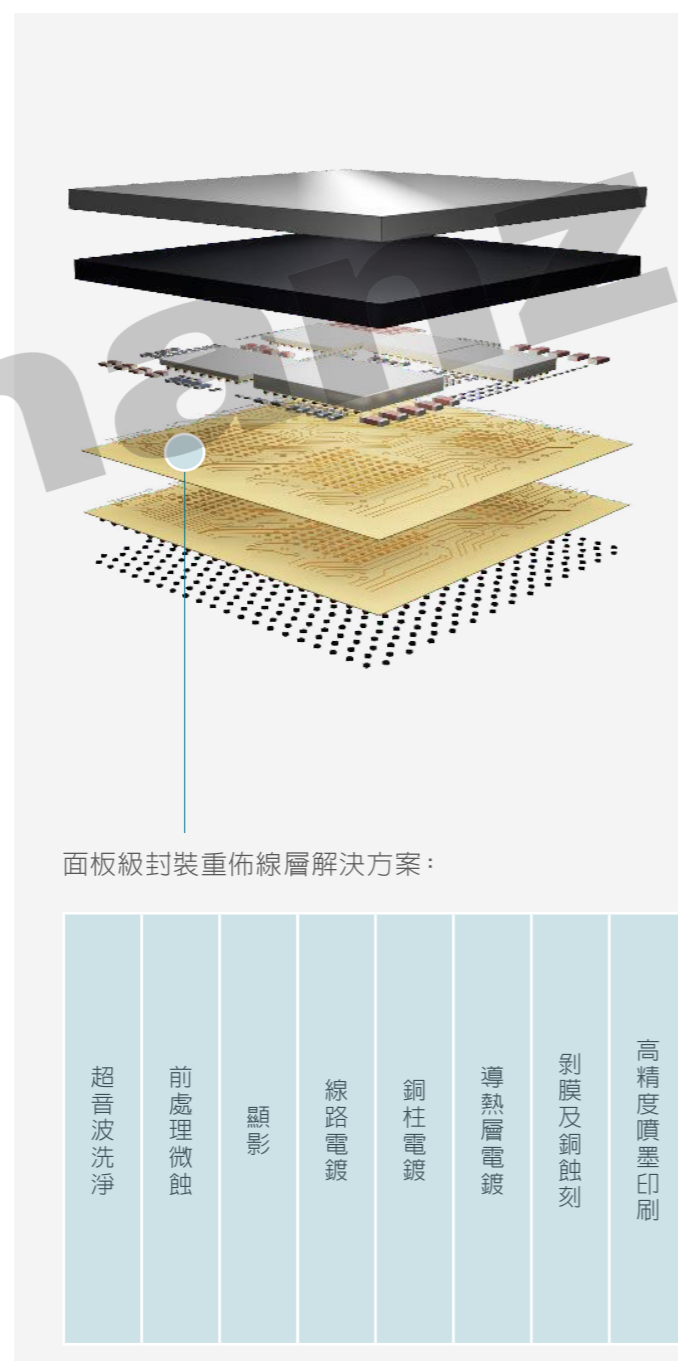 manz
面板級封裝重佈線層解決方案：
超音波洗淨
前處理微蝕
顯影
線路電鍍
銅柱電鍍
導熱層電鍍
剝膜及銅蝕刻
高精度噴墨印刷